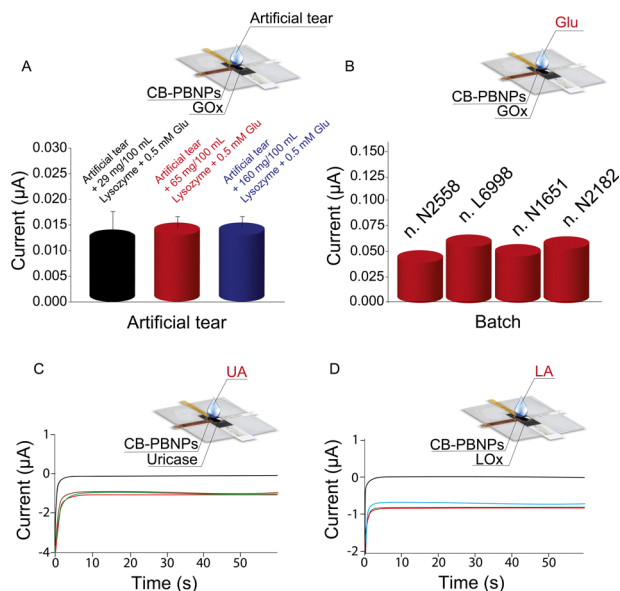 Artificial tear
A
CB-PBNPs
GOx
Artificial tear
+ 29 mg/100 mL
Lysozyme + 0.5 mM Glu
Artificial tear
+ 65 mg/100 mL
Lysozyme + 0.5 mM Glu
Artificial tear
+ 160 mg/100 mL
Lysozyme + 0.5 mM Glu
Current (µA)
0.030
0.025
0.020
0.015
0.010
0.005
0.000
Artificial tear
Glu
B
CB-PBNPs
GOx
Current (µA)
0.150
0.125
0.100
0.075
0.050
0.025
0.000
n. N2558
n. L6998
n. N1651
n. N2182
Batch
C
UA
CB-PBNPs
Uricase
Current (µA)
1
0
-2
-4
0 10 20 30 40 50
Time (s)
D
LA
CB-PBNPs
LOx
Current (µA)
1
0
-1
-2
0 10 20 30 40 50
Time (s)